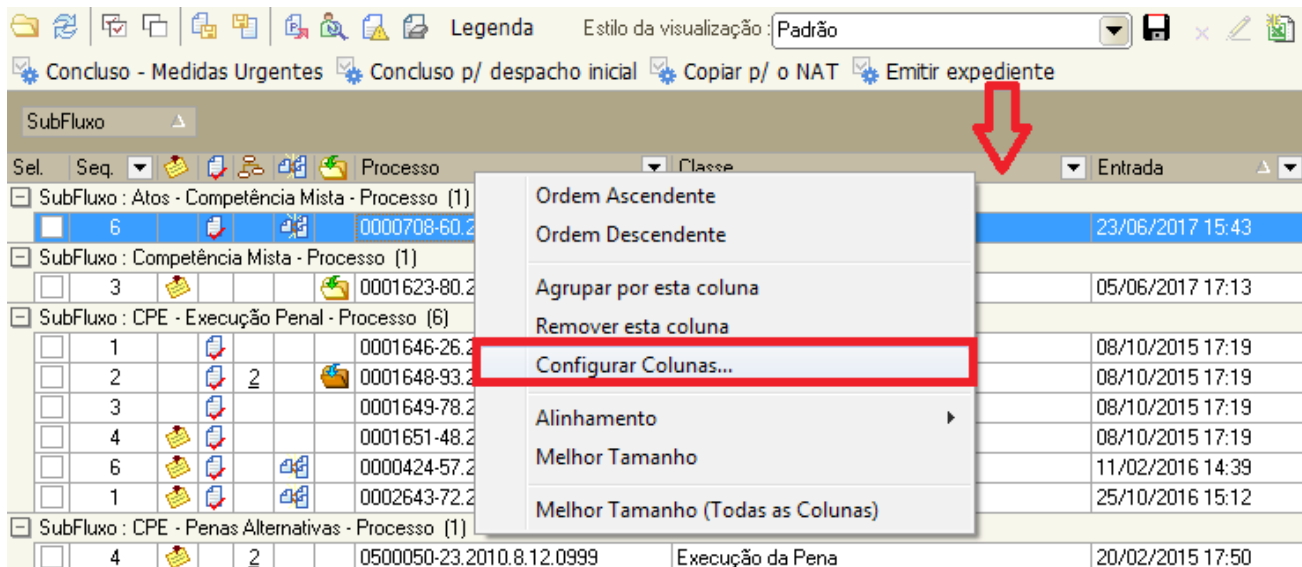 Legenda Estilo da visualização : Padrão
Concluso - Medidas Urgentes Concluso p/ despacho inicial Copiar p/ o NAT Emitir expediente
SubFluxo
Sel. Seq. Processo Classe Entrada
SubFluxo : Atos - Competência Mista - Processo (1)
6 0000708-60.2 23/06/2017 15:43
SubFluxo : Competência Mista - Processo (1)
3 0001623-80.2 05/06/2017 17:13
SubFluxo : CPE - Execução Penal - Processo (6)
1 0001646-26.2 08/10/2015 17:19
2 2 0001648-93.2 08/10/2015 17:19
3 0001649-78.2 08/10/2015 17:19
4 0001651-48.2 08/10/2015 17:19
6 0000424-57.2 11/02/2016 14:39
1 0002643-72.2 25/10/2016 15:12
SubFluxo : CPE - Penas Alternativas - Processo (1)
4 2 0500050-23.2010.8.12.0999 Execução da Pena 20/02/2015 17:50
Ordem Ascendente
Ordem Descendente
Agrupar por esta coluna
Remover esta coluna
Configurar Colunas...
Alinhamento
Melhor Tamanho
Melhor Tamanho (Todas as Colunas)